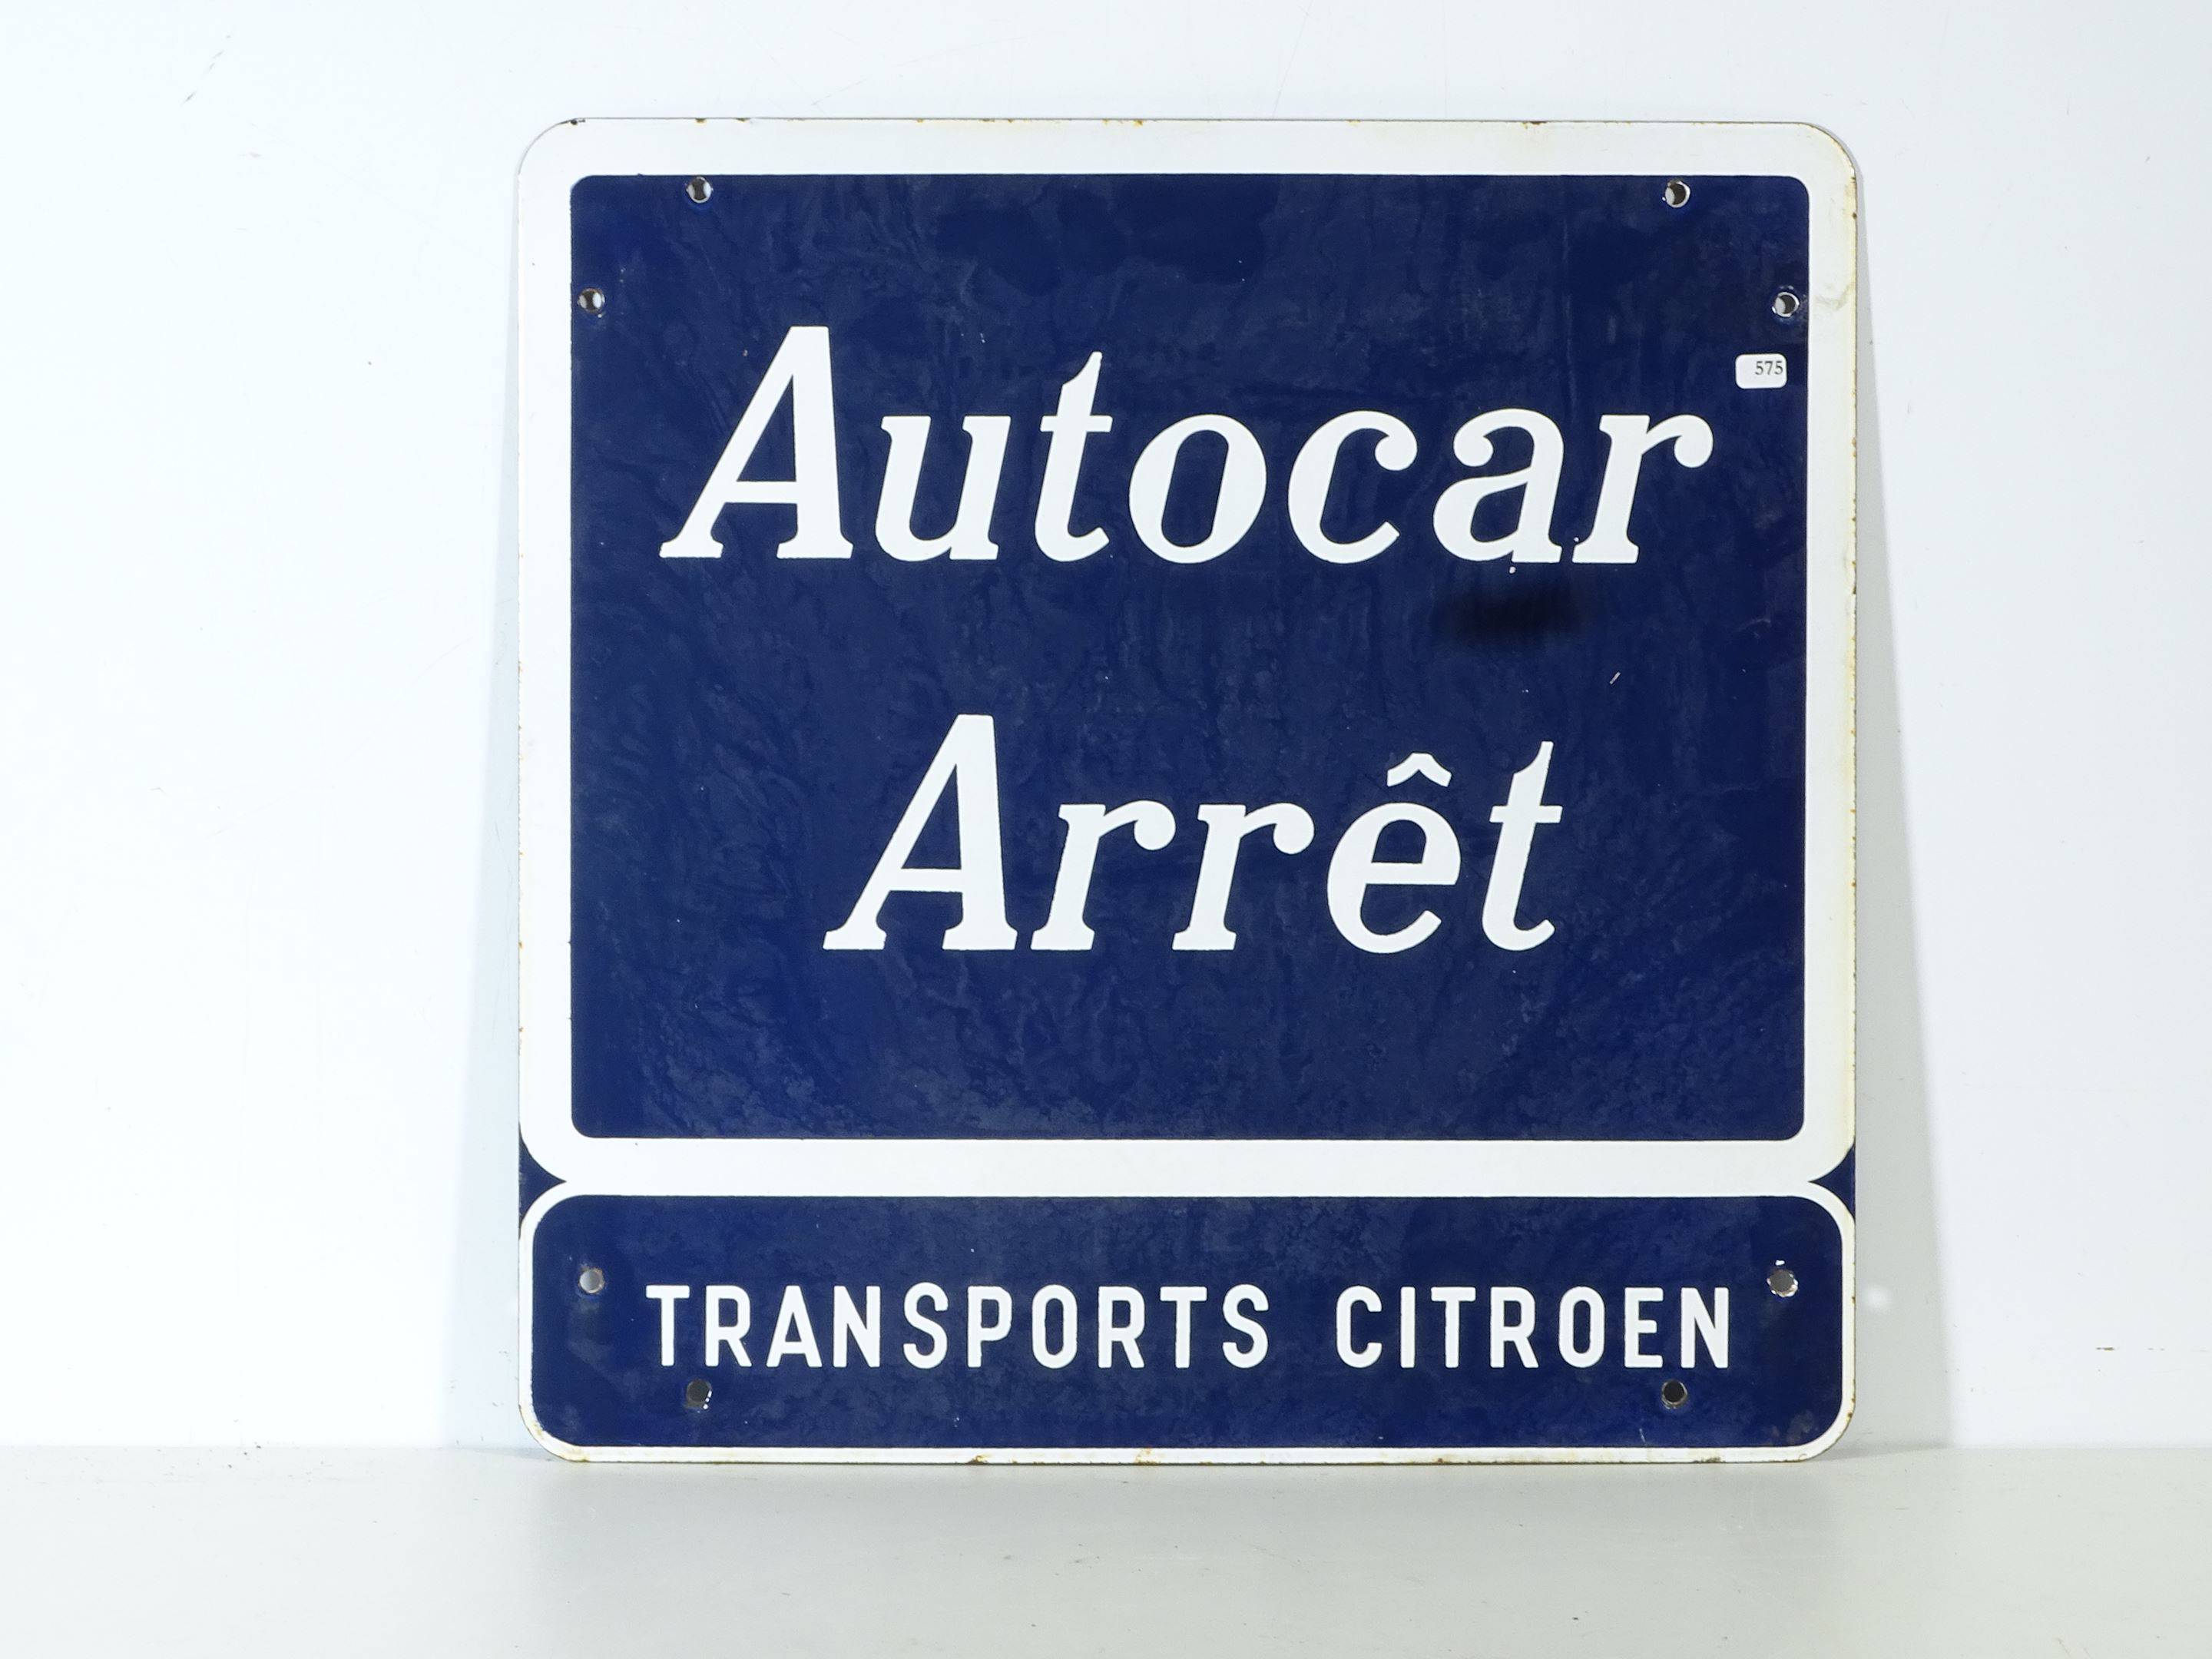 575
Autocar
Arrêt
TRANSPORTS CITROEN